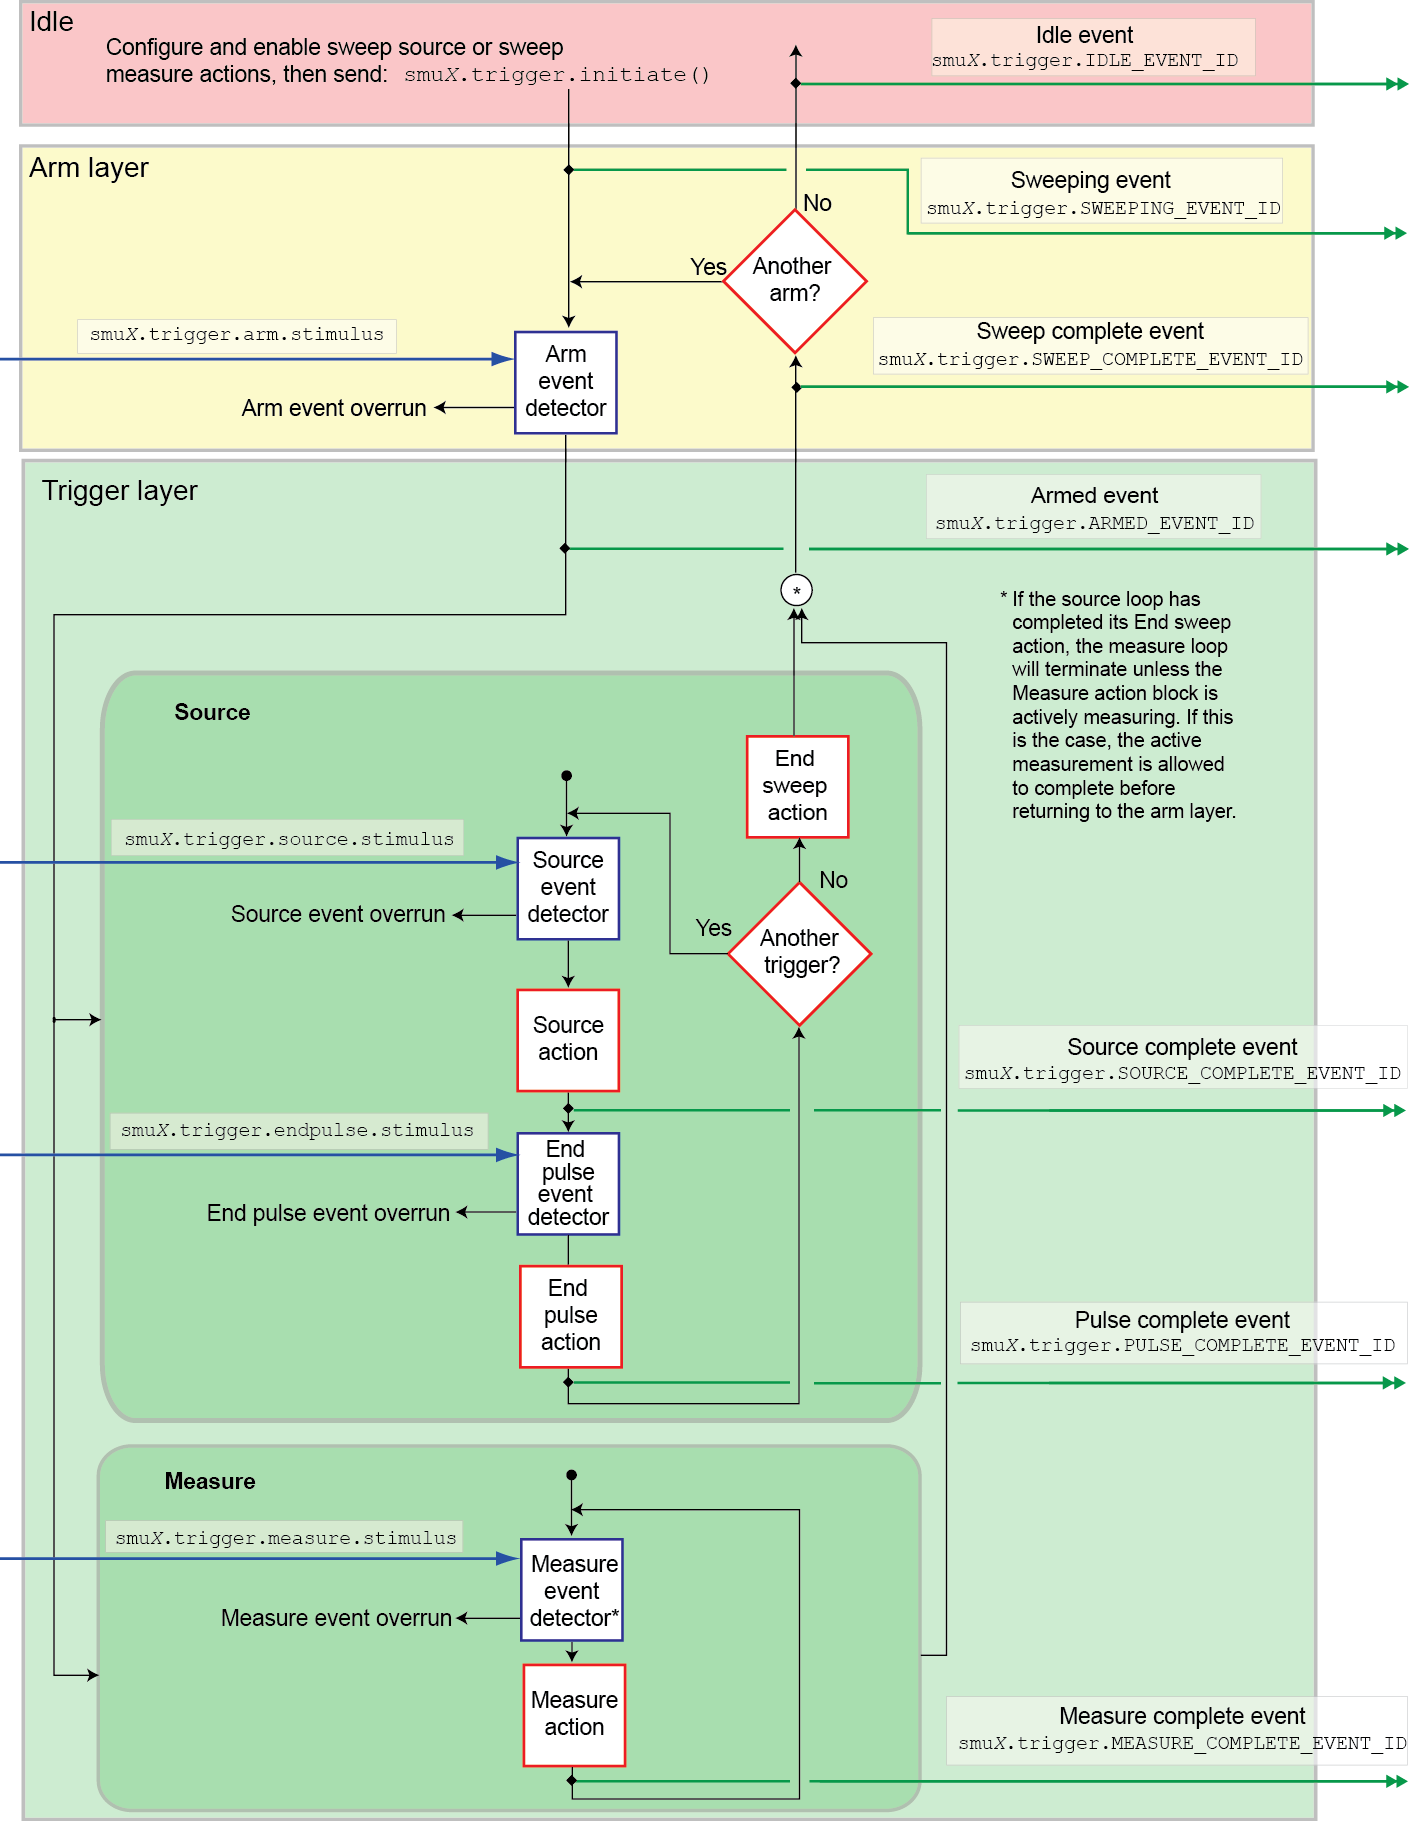 Idle
Configure and enable sweep source or sweep
measure actions, then send: smuX.trigger.initiate()
Idle event
smuX.trigger.IDLE_EVENT_ID
Arm layer
Sweeping event
smuX.trigger.SWEEPING_EVENT_ID
No
Yes
Another
arm?
smuX.trigger.arm.stimulus
Arm
event
detector
Arm event overrun
Sweep complete event
smuX.trigger.SWEEP_COMPLETE_EVENT_ID
Trigger layer
Armed event
smuX.trigger.ARMED_EVENT_ID
*
* If the source loop has
completed its End sweep
action, the measure loop
will terminate unless the
Measure action block is
actively measuring. If this
is the case, the active
measurement is allowed
to complete before
returning to the arm layer.
Source
End
sweep
action
smuX.trigger.source.stimulus
Source
event
detector
Source event overrun
No
Yes
Another
trigger?
Source
action
Source complete event
smuX.trigger.SOURCE_COMPLETE_EVENT_ID
smuX.trigger.endpulse.stimulus
End
pulse
event
detector
End pulse event overrun
End
pulse
action
Pulse complete event
smuX.trigger.PULSE_COMPLETE_EVENT_ID
Measure
smuX.trigger.measure.stimulus
Measure
event
detector*
Measure event overrun
Measure
action
Measure complete event
smuX.trigger.MEASURE_COMPLETE_EVENT_ID